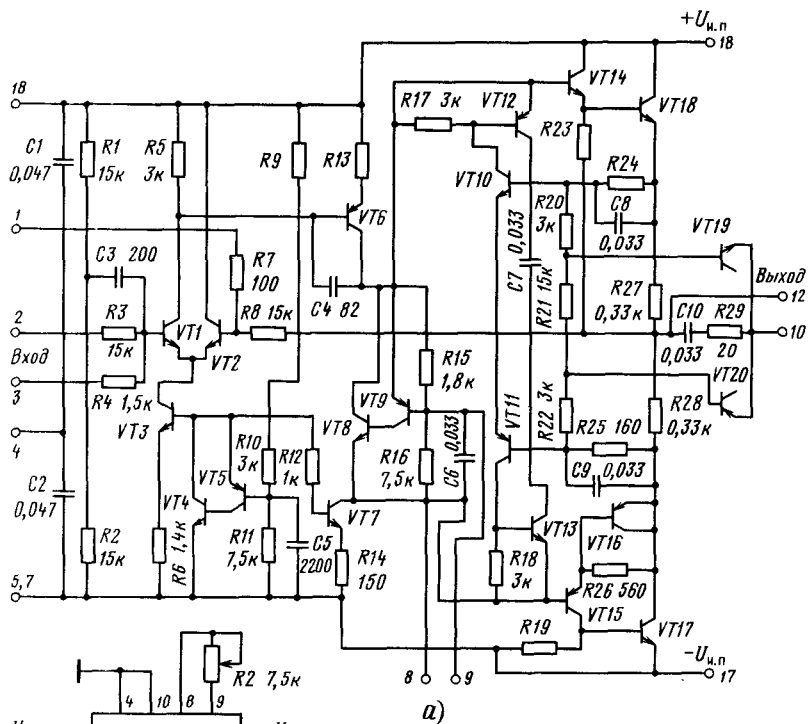 +Uи.п
18
18
C1
0,047
R1
15к
R5
3к
R9
R13
R17 3к
VT12
VT14
VT18
R23
R24
VT10
R20
3к
C8
0,033
VT19
1
C3 200
VT6
R7
100
C4 82
C7
0,033
R21 15к
R27
0,33к
Выход
12
2
R3
15к
VT1
VT2
R8 15к
C10
0,033
R29
20
10
Вход
3
R4 1,5к
R15
1,8к
VT11
VT20
4
VT3
VT8
VT9
R22 3к
R25 160
R28
0,33к
C2
0,047
R10
3к
R12
1к
R16
7,5к
C6
0,033
C9
0,033
VT4
VT5
VT7
VT13
VT16
R2
15к
R6 1,4к
R11
7,5к
C5
2200
R14
150
R18
3к
R26 560
VT15
5,7
R19
VT17
−Uи.п
17
8
9
R2 7,5к
4
10
8
9
а)